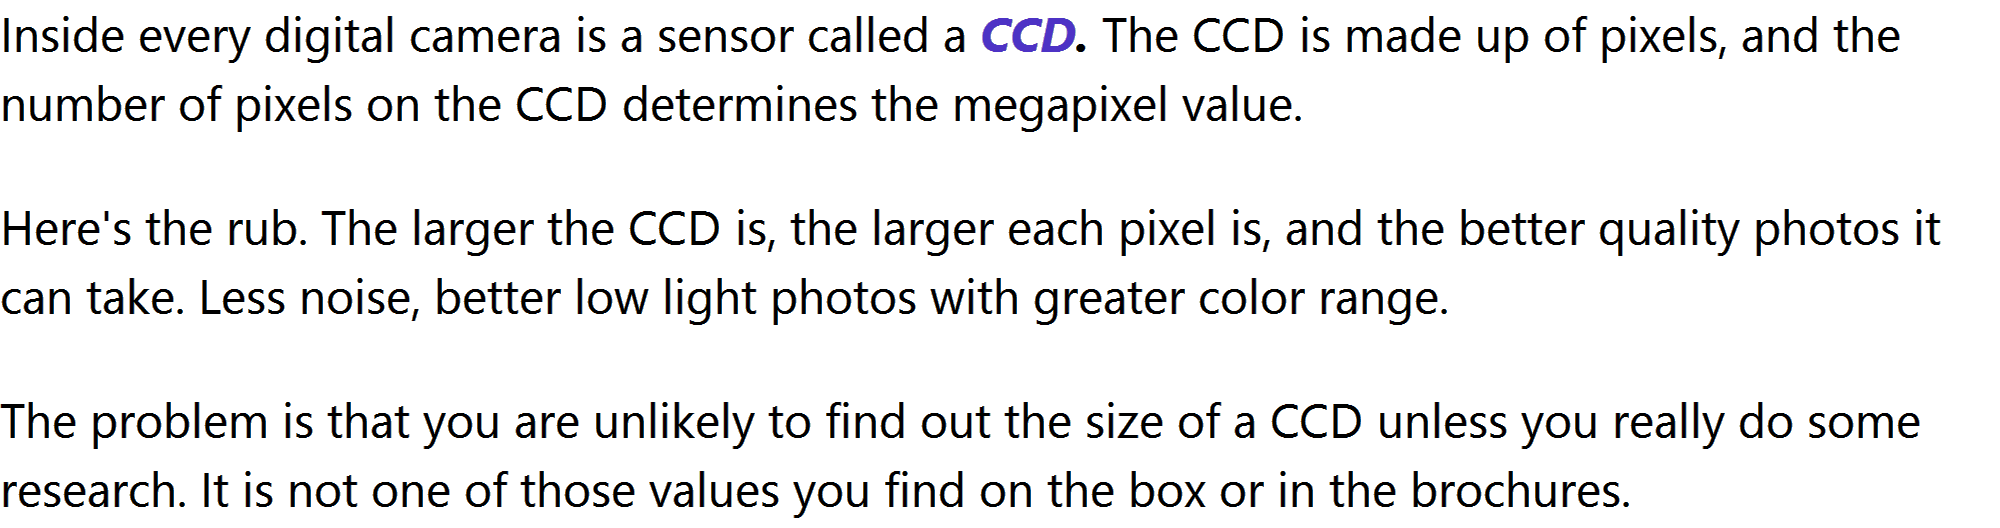 Inside every digital camera is a sensor called a CCD. The CCD is made up of pixels, and the
number of pixels on the CCD determines the megapixel value.
Here's the rub. The larger the CCD is, the larger each pixel is, and the better quality photos it
can take. Less noise, better low light photos with greater color range.
The problem is that you are unlikely to find out the size of a CCD unless you really do some
research. It is not one of those values you find on the box or in the brochures.